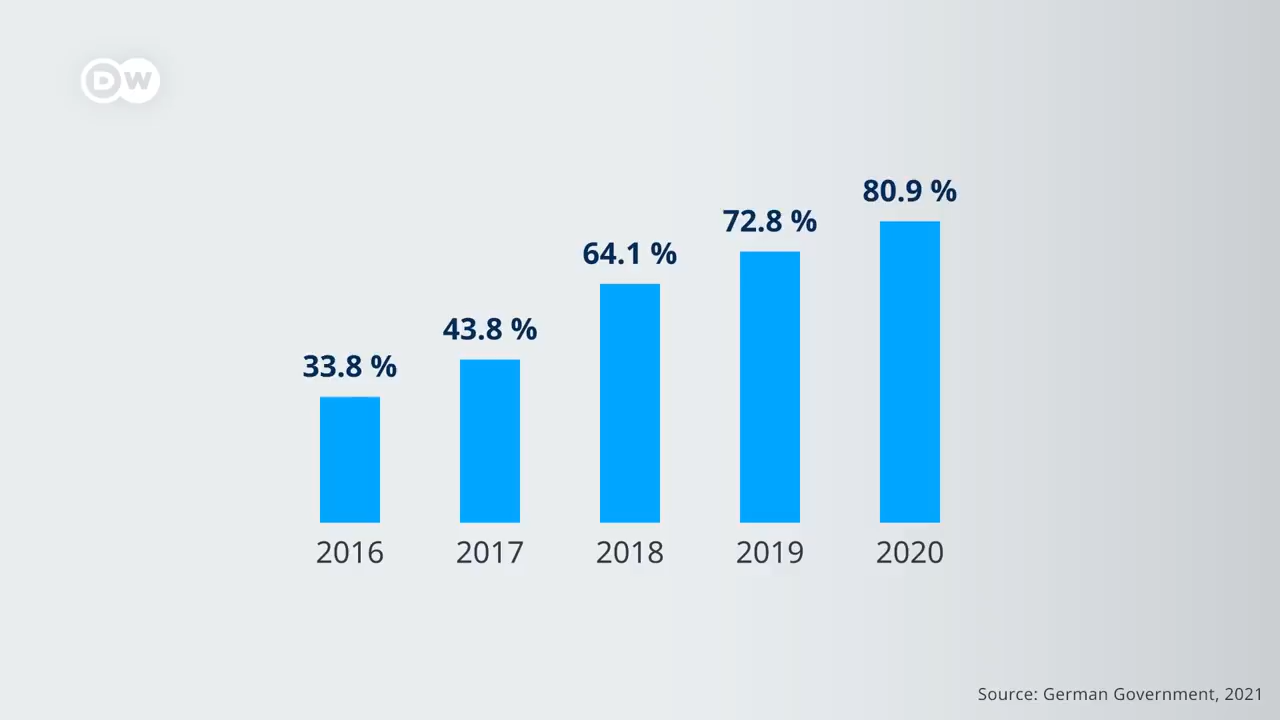 DW
80.9 %
72.8 %
64.1 %
43.8 %
33.8 %
2016 2017 2018 2019 2020
Source: German Government, 2021